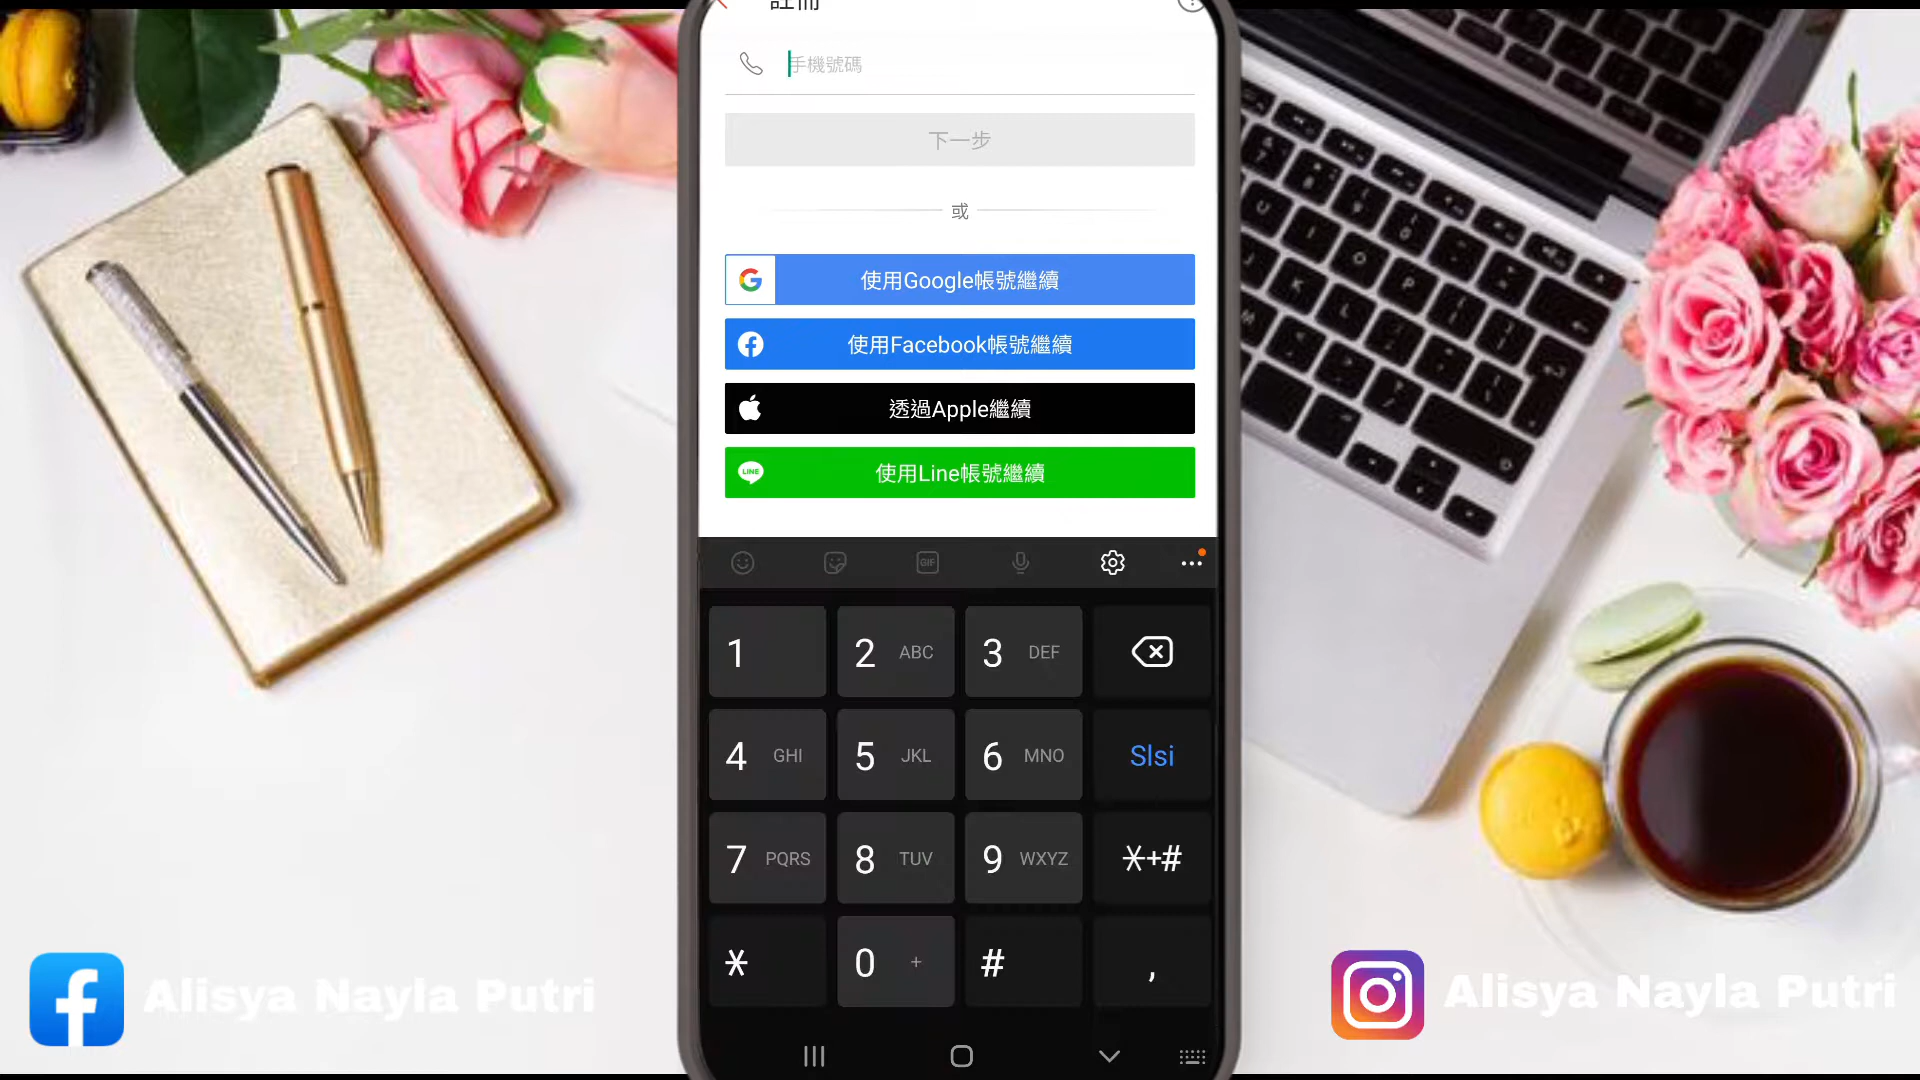 註冊
手機號碼
下一步
或
使用Google帳號繼續
使用Facebook帳號繼續
透過Apple繼續
LINE
使用Line帳號繼續
GIF
1
2 ABC
3 DEF
4 GHI
5 JKL
6 MNO
Slsi
7 PQRS
8 TUV
9 WXYZ
*+#
*
0 +
#
,
Alisya Nayla Putri
Alisya Nayla Putri